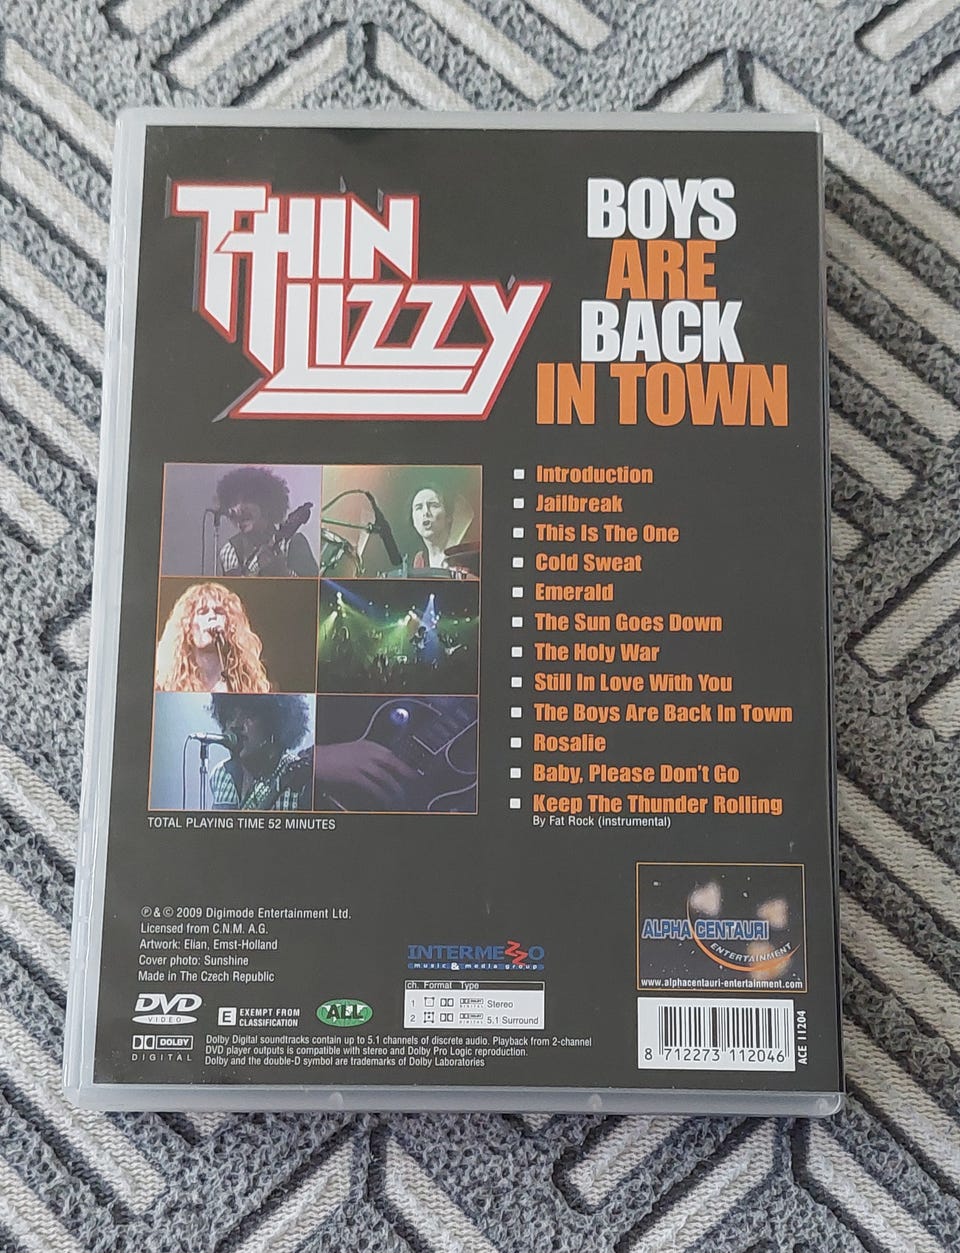 THIN
LIZZY
BOYS
ARE
BACK
IN TOWN
Introduction
Jailbreak
This Is The One
Cold Sweat
Emerald
The Sun Goes Down
The Holy War
Still In Love With You
The Boys Are Back In Town
Rosalie
Baby, Please Don't Go
Keep The Thunder Rolling
By Fat Rock (instrumental)
TOTAL PLAYING TIME 52 MINUTES
℗ & © 2009 Digimode Entertainment Ltd.
Licensed from C.N.M. A.G.
Artwork: Elian, Emst-Holland
Cover photo: Sunshine
Made in The Czech Republic
DVD
VIDEO
E EXEMPT FROM
CLASSIFICATION
ALL
INTERMEZZO
music & media group
ch. Format Type
1 DOLBY DIGITAL Stereo
2 DOLBY DIGITAL 5.1 Surround
DOLBY
DIGITAL
Dolby Digital soundtracks contain up to 5.1 channels of discrete audio. Playback from 2-channel
DVD player outputs is compatible with stereo and Dolby Pro Logic reproduction.
Dolby and the double-D symbol are trademarks of Dolby Laboratories
ALPHA CENTAURI
ENTERTAINMENT
www.alphacentauri-entertainment.com
8 712273 112046
ACE 11204